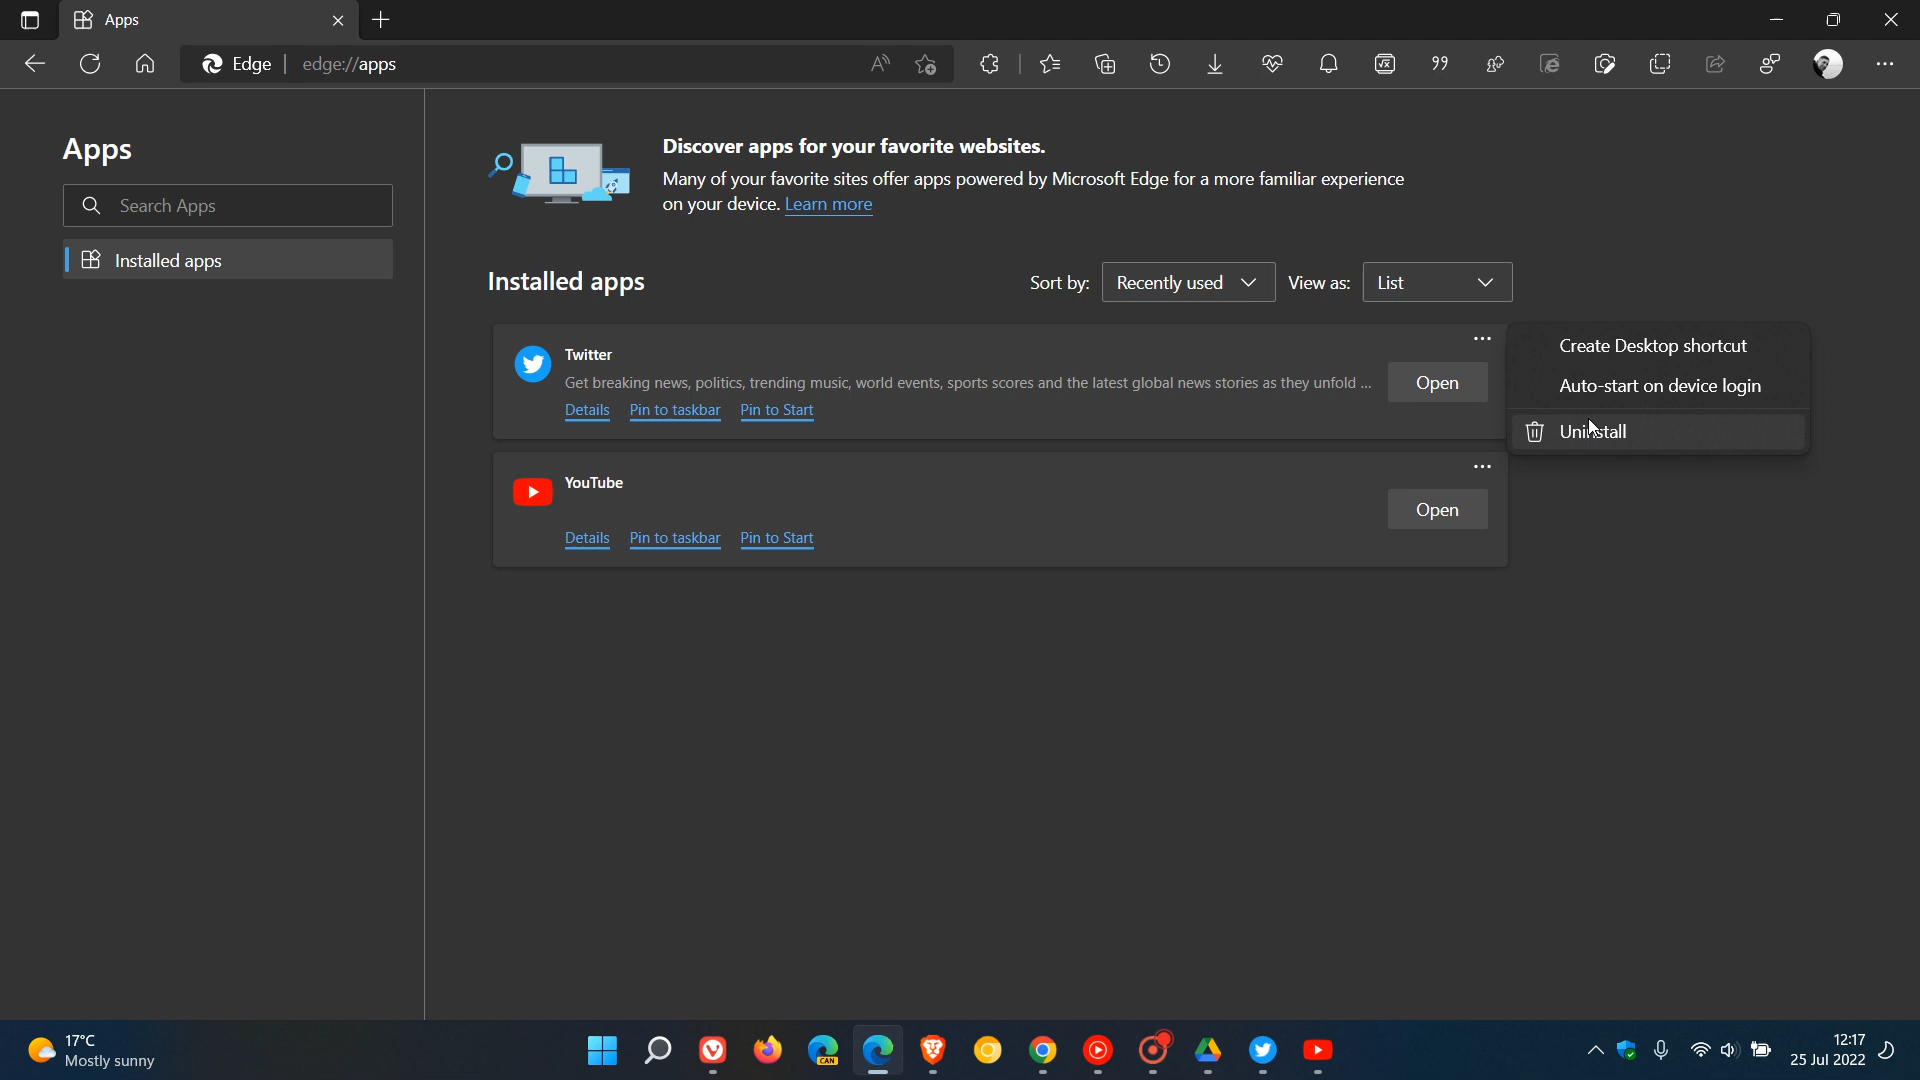 Apps
Edge
edge://apps
Apps
Search Apps
Installed apps
Discover apps for your favorite websites.
Many of your favorite sites offer apps powered by Microsoft Edge for a more familiar experience
on your device. Learn more
Installed apps
Sort by: Recently used View as: List
Twitter
Get breaking news, politics, trending music, world events, sports scores and the latest global news stories as they unfold ...
Details Pin to taskbar Pin to Start
Open
YouTube
Details Pin to taskbar Pin to Start
Open
Create Desktop shortcut
Auto-start on device login
Uninstall
17°C
Mostly sunny
CAN
12:17
25 Jul 2022